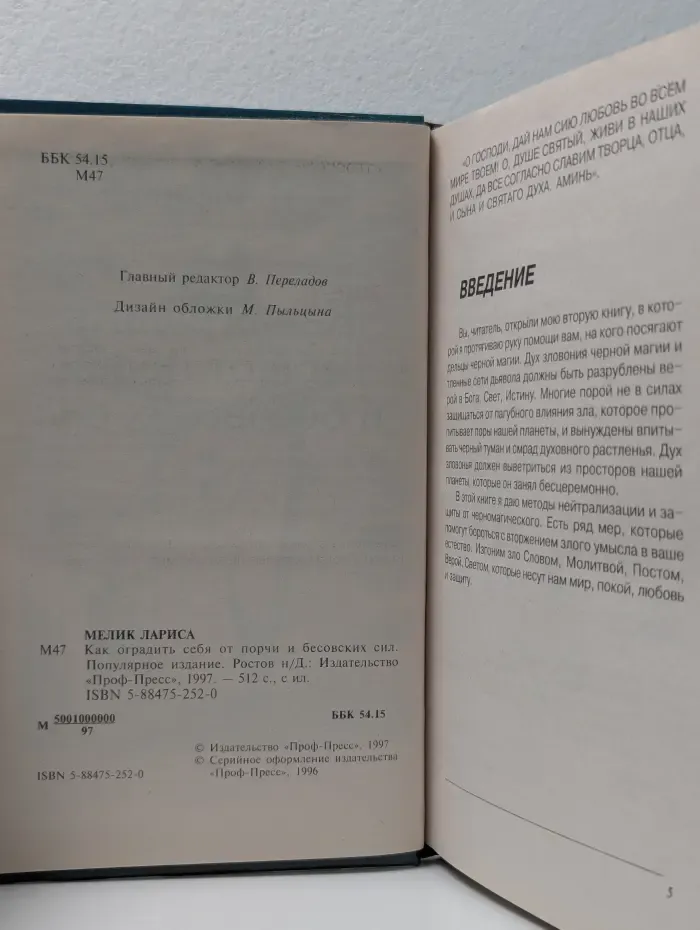 ББК 54.15
М47
Главный редактор В. Переладов
Дизайн обложки М. Пыльцына
МЕЛИК ЛАРИСА
М47 Как оградить себя от порчи и бесовских сил.
Популярное издание. Ростов н/Д.: Издательство
«Проф-Пресс», 1997. — 512 с., с ил.
ISBN 5-88475-252-0
М 5001000000
97
ББК 54.15
© Издательство «Проф-Пресс», 1997
© Серийное оформление издательства
«Проф-Пресс», 1996
ISBN 5-88475-252-0
«О ГОСПОДИ, ДАЙ НАМ СИЮ ЛЮБОВЬ ВО ВСЕМ
МИРЕ ТВОЕМ! О, ДУШЕ СВЯТЫЙ, ЖИВИ В НАШИХ
ДУШАХ, ДА ВСЕ СОГЛАСНО СЛАВИМ ТВОРЦА, ОТЦА,
И СЫНА И СВЯТАГО ДУХА. АМИНЬ».
ВВЕДЕНИЕ
Вы, читатель, открыли мою вторую книгу, в кото-
рой я протягиваю руку помощи вам, на кого посягают
дельцы черной магии. Дух зловония черной магии и
тленные сети дьявола должны быть разрублены ве-
рой в Бога, Свет, Истину. Многие порой не в силах
защищаться от пагубного влияния зла, которое про-
питывает поры нашей планеты, и вынуждены впиты-
вать черный туман и смрад духовного растленья. Дух
зловонья должен выветриться из просторов нашей
планеты, которые он занял бесцеремонно.
В этой книге я даю методы нейтрализации и за-
щиты от черномагического. Есть ряд мер, которые
помогут бороться с вторжением злого умысла в ваше
естество. Изгоним зло Словом, Молитвой, Постом,
Верой, Светом, которые несут нам мир, покой, любовь
и защиту.
5